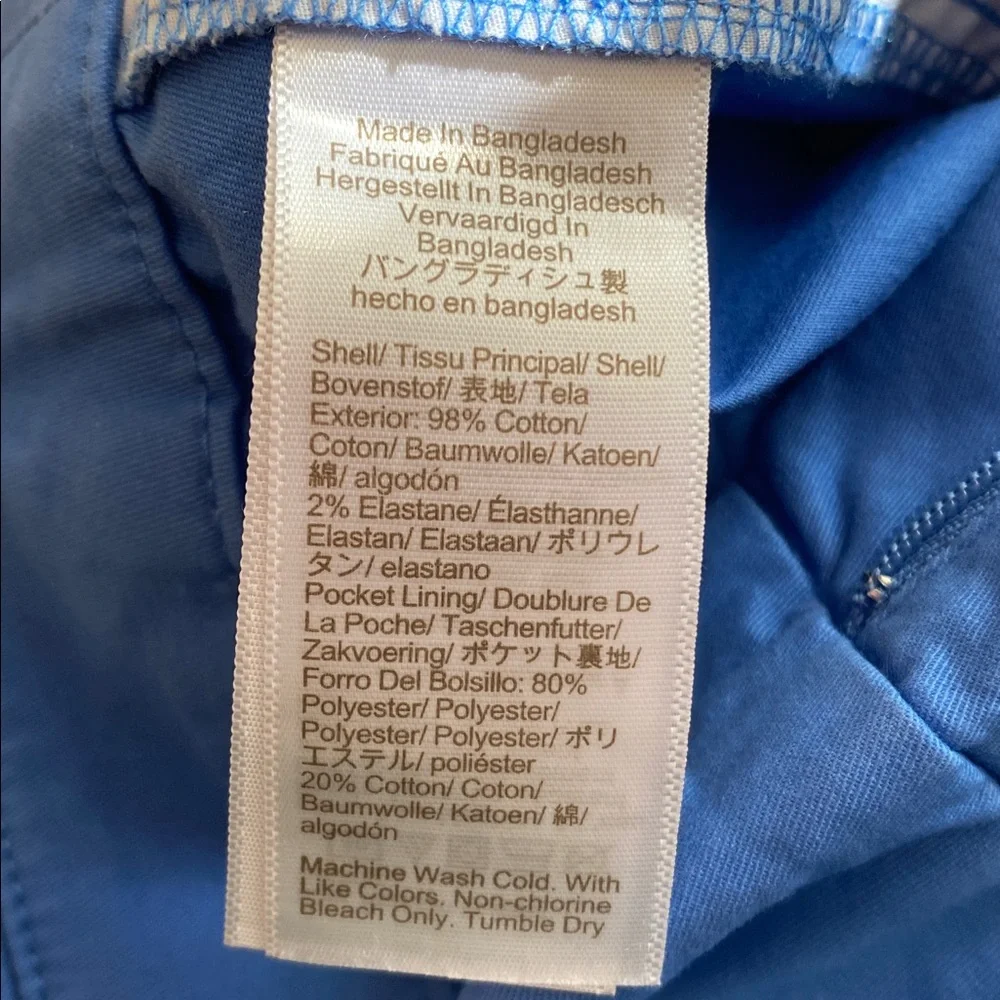 Made In Bangladesh
Fabriqué Au Bangladesh
Hergestellt In Bangladesch
Vervaardigd In
Bangladesh
バングラディシュ製
hecho en bangladesh
Shell/ Tissu Principal/ Shell/
Bovenstof/ 表地/ Tela
Exterior: 98% Cotton/
Coton/ Baumwolle/ Katoen/
綿/ algodón
2% Elastane/ Élasthanne/
Elastan/ Elastaan/ ポリウレ
タン/ elastano
Pocket Lining/ Doublure De
La Poche/ Taschenfutter/
Zakvoering/ ポケット裏地/
Forro Del Bolsillo: 80%
Polyester/ Polyester/
Polyester/ Polyester/ ポリ
エステル/ poliéster
20% Cotton/ Coton/
Baumwolle/ Katoen/ 綿/
algodón
Machine Wash Cold. With
Like Colors. Non-chlorine
Bleach Only. Tumble Dry